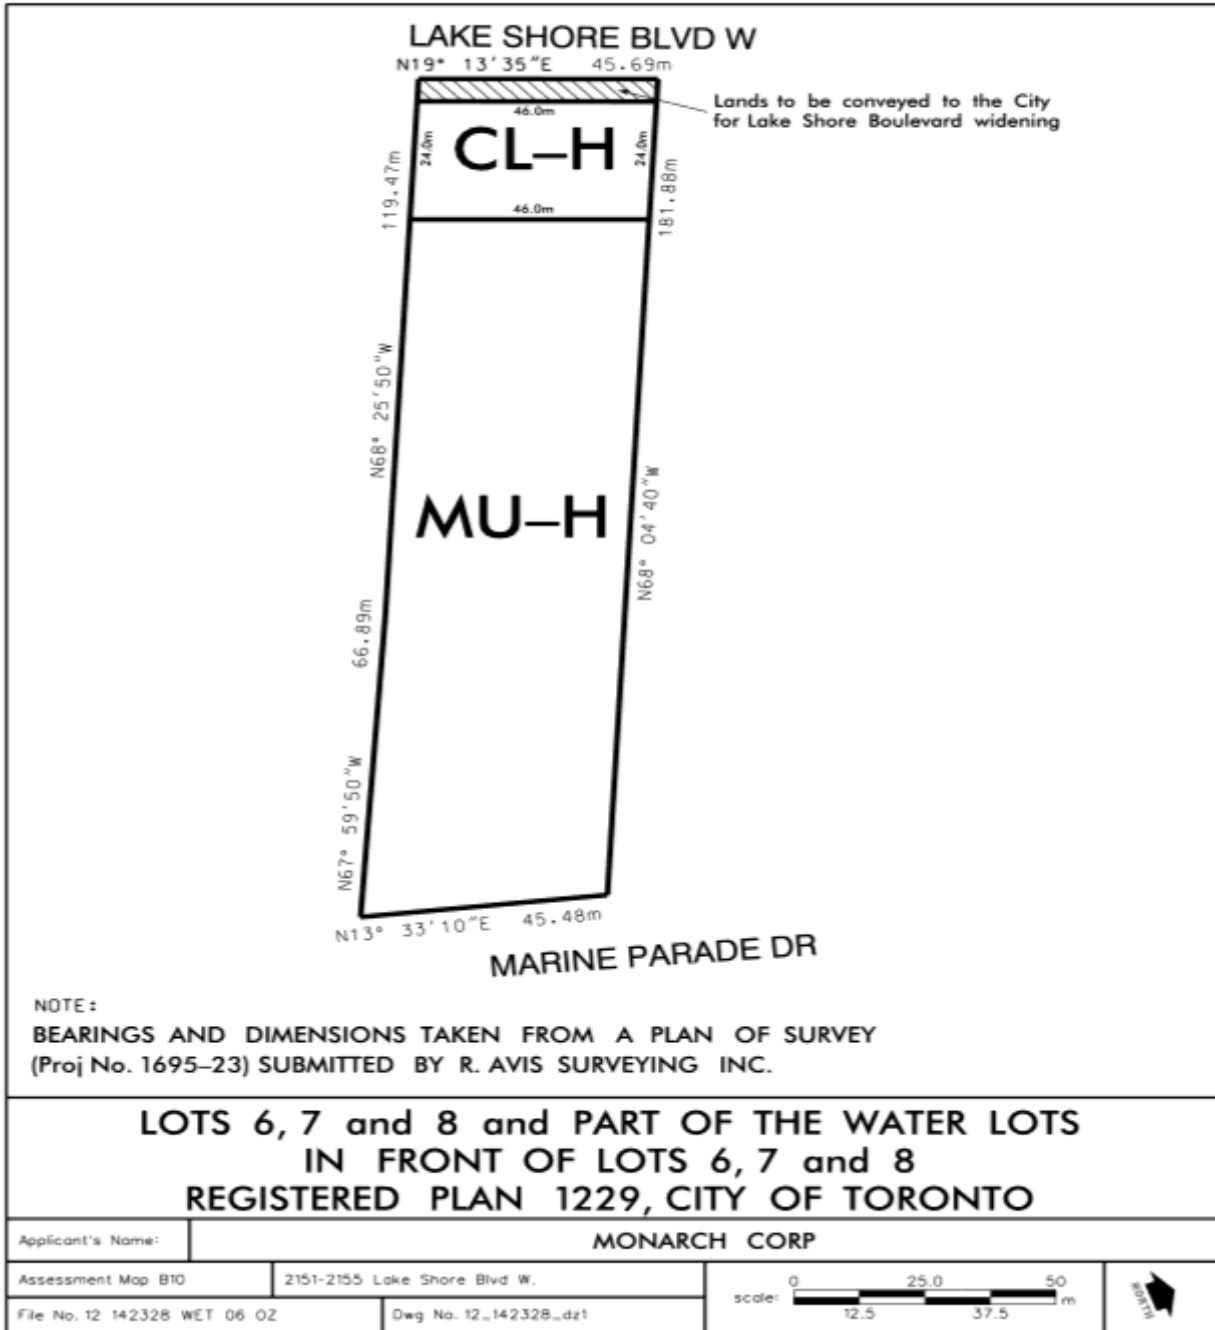 LAKE SHORE BLVD W
N19° 13'35"E 45.69m
Lands to be conveyed to the City
for Lake Shore Boulevard widening
46.0m
24.0m
CL–H
24.0m
119.47m
181.88m
46.0m
N68° 25'50"W
MU–H
N68° 04'40"W
66.89m
N67° 59'50"W
N13° 33'10"E 45.48m
MARINE PARADE DR
NOTE:
BEARINGS AND DIMENSIONS TAKEN FROM A PLAN OF SURVEY
(Proj No. 1695–23) SUBMITTED BY R. AVIS SURVEYING INC.
LOTS 6, 7 and 8 and PART OF THE WATER LOTS
IN FRONT OF LOTS 6, 7 and 8
REGISTERED PLAN 1229, CITY OF TORONTO
Applicant's Name: MONARCH CORP
Assessment Map B10 2151-2155 Lake Shore Blvd W.
File No. 12 142328 WET 06 OZ Dwg No. 12_142328_dz1
scale: 0 25.0 50 m
12.5 37.5
NORTH